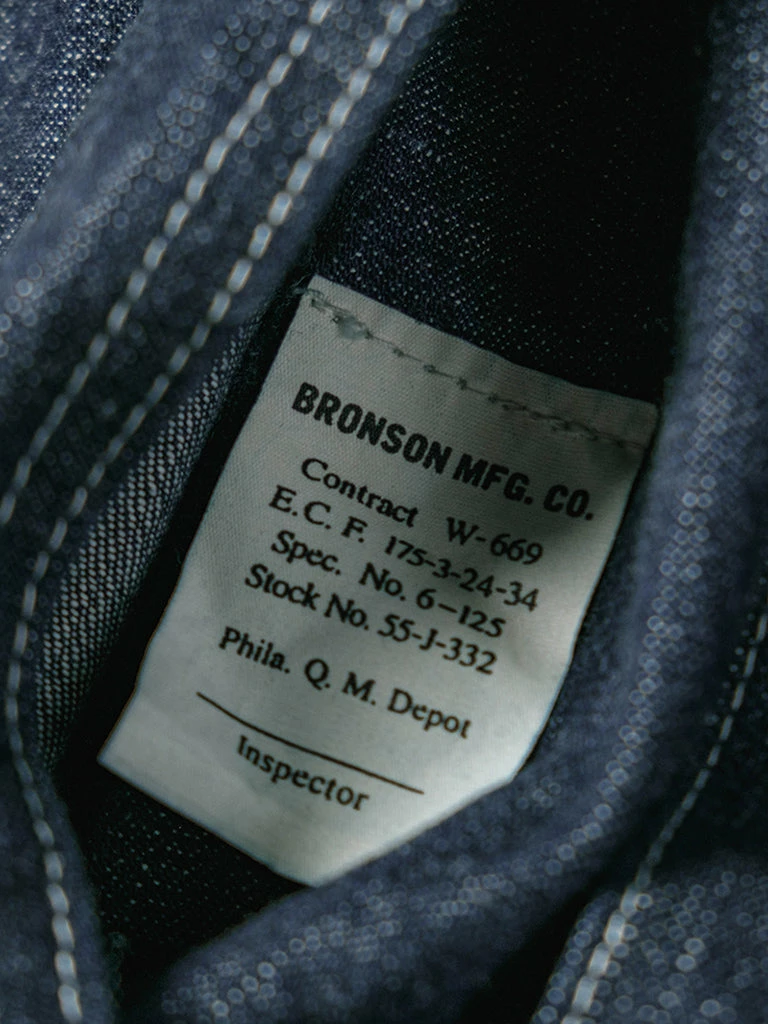 BRONSON MFG. CO.
Contract W-669
E. C. F. 175-3-24-34
Spec. No. 6-125
Stock No. 55-J-332
Phila. Q. M. Depot
Inspector